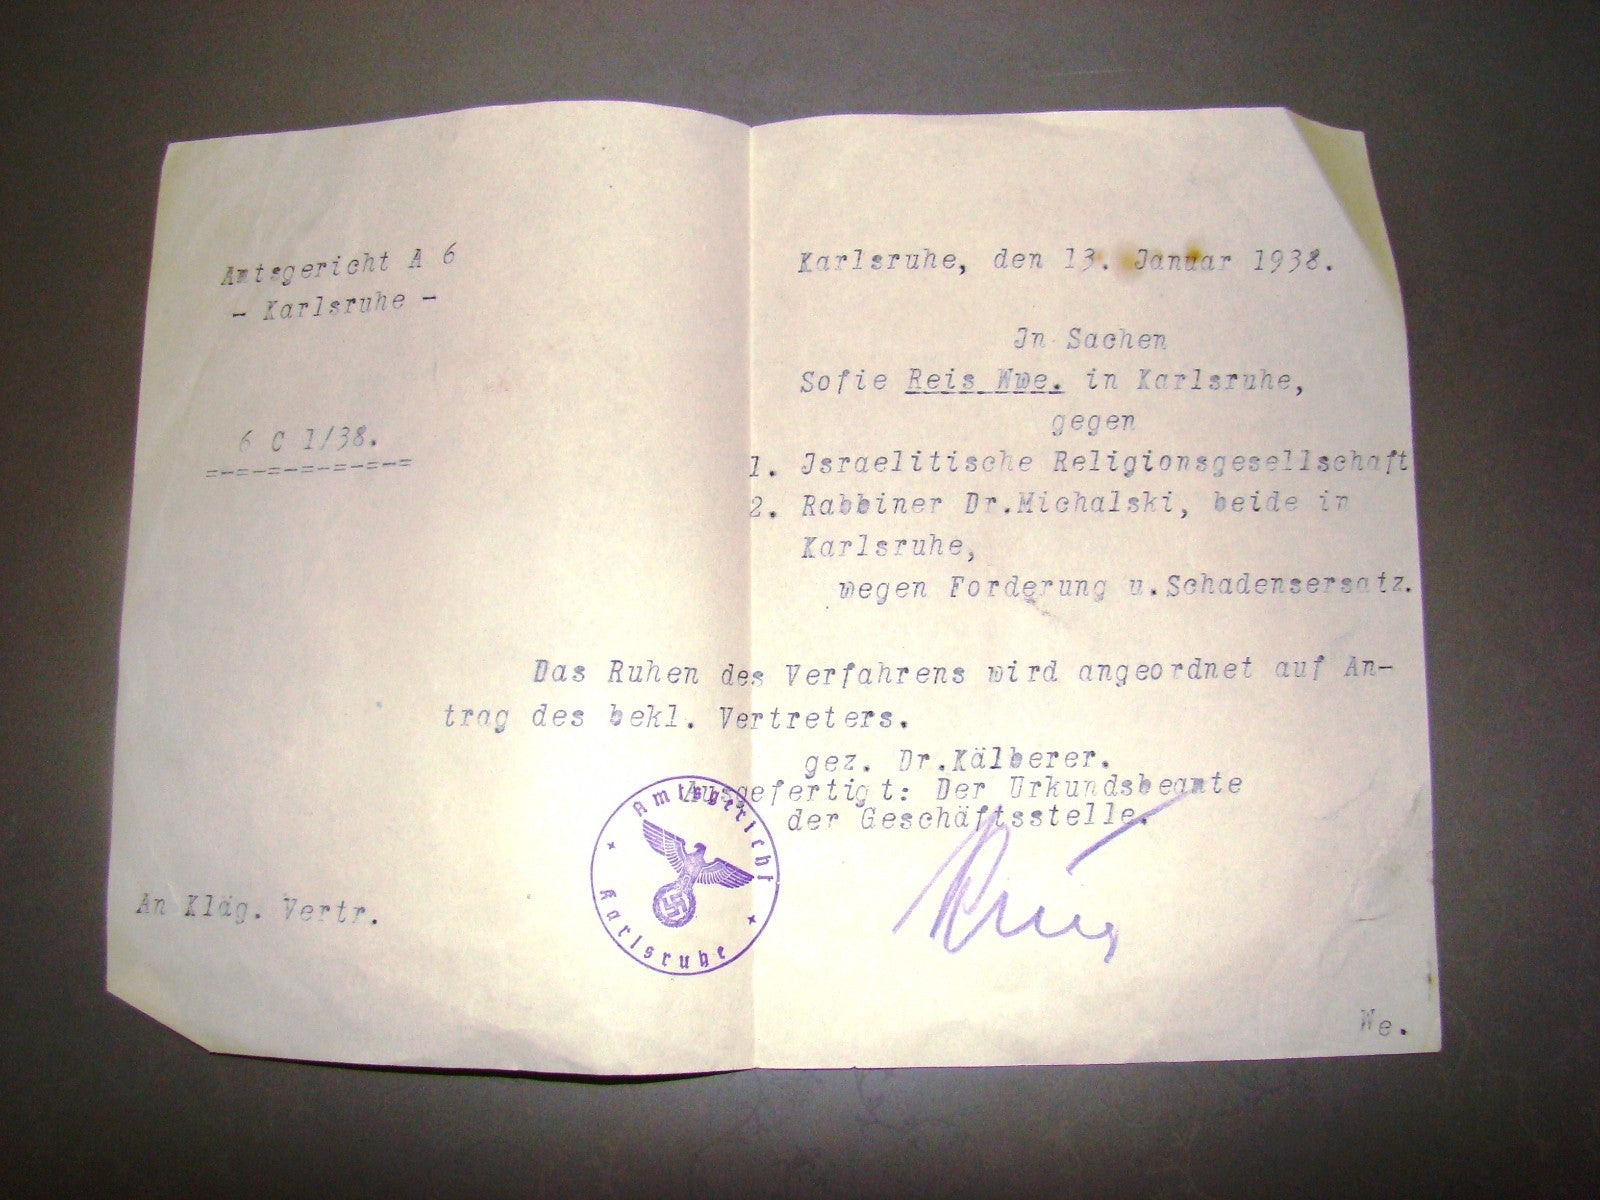 Amtsgericht A 6
- Karlsruhe -
Karlsruhe, den 13. Januar 1938.
6 C 1/38.
=-=-=-=-=-=-=
In Sachen
Sofie Reis Wwe. in Karlsruhe,
gegen
1. Israelitische Religionsgesellschaft
2. Rabbiner Dr.Michalski, beide in
Karlsruhe,
wegen Forderung u.Schadensersatz.
Das Ruhen des Verfahrens wird angeordnet auf An-
trag des bekl. Vertreters.
gez. Dr.Kälberer.
Ausgefertigt: Der Urkundsbeamte
der Geschäftsstelle.
Amtsgericht
Karlsruhe
An Kläg. Vertr.
We.